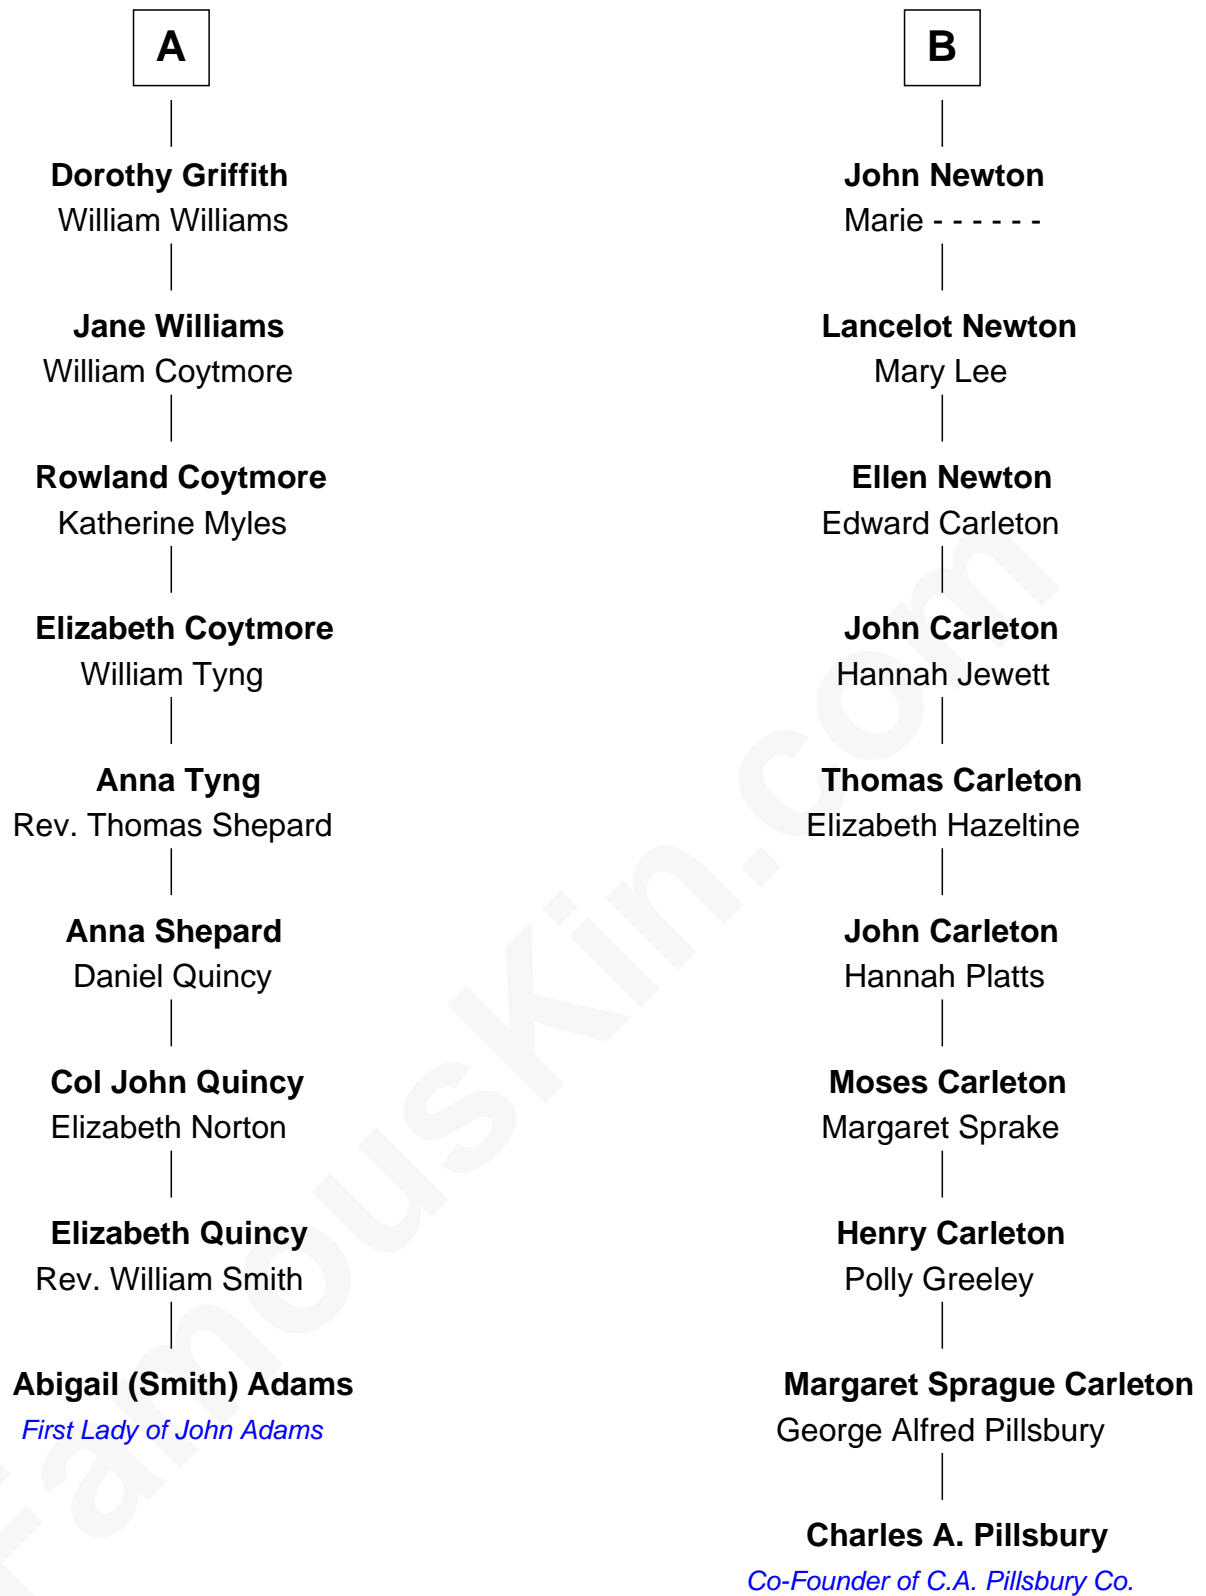 A
Dorothy Griffith
William Williams
Jane Williams
William Coytmore
Rowland Coytmore
Katherine Myles
Elizabeth Coytmore
William Tyng
Anna Tyng
Rev. Thomas Shepard
Anna Shepard
Daniel Quincy
Col John Quincy
Elizabeth Norton
Elizabeth Quincy
Rev. William Smith
Abigail (Smith) Adams
First Lady of John Adams
B
John Newton
Marie - - - - - -
Lancelot Newton
Mary Lee
Ellen Newton
Edward Carleton
John Carleton
Hannah Jewett
Thomas Carleton
Elizabeth Hazeltine
John Carleton
Hannah Platts
Moses Carleton
Margaret Sprake
Henry Carleton
Polly Greeley
Margaret Sprague Carleton
George Alfred Pillsbury
Charles A. Pillsbury
Co-Founder of C.A. Pillsbury Co.
FamousKin.com